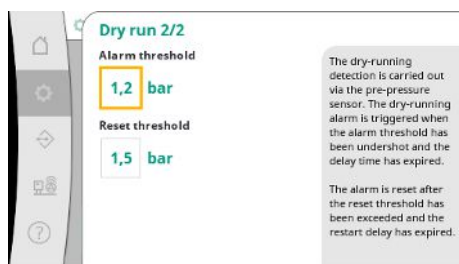 Dry run 2/2
Alarm threshold
1,2 bar
Reset threshold
1,5 bar
The dry-running
detection is carried out
via the pre-pressure
sensor. The dry-running
alarm is triggered when
the alarm threshold has
been undershot and the
delay time has expired.
The alarm is reset after
the reset threshold has
been exceeded and the
restart delay has expired.
?